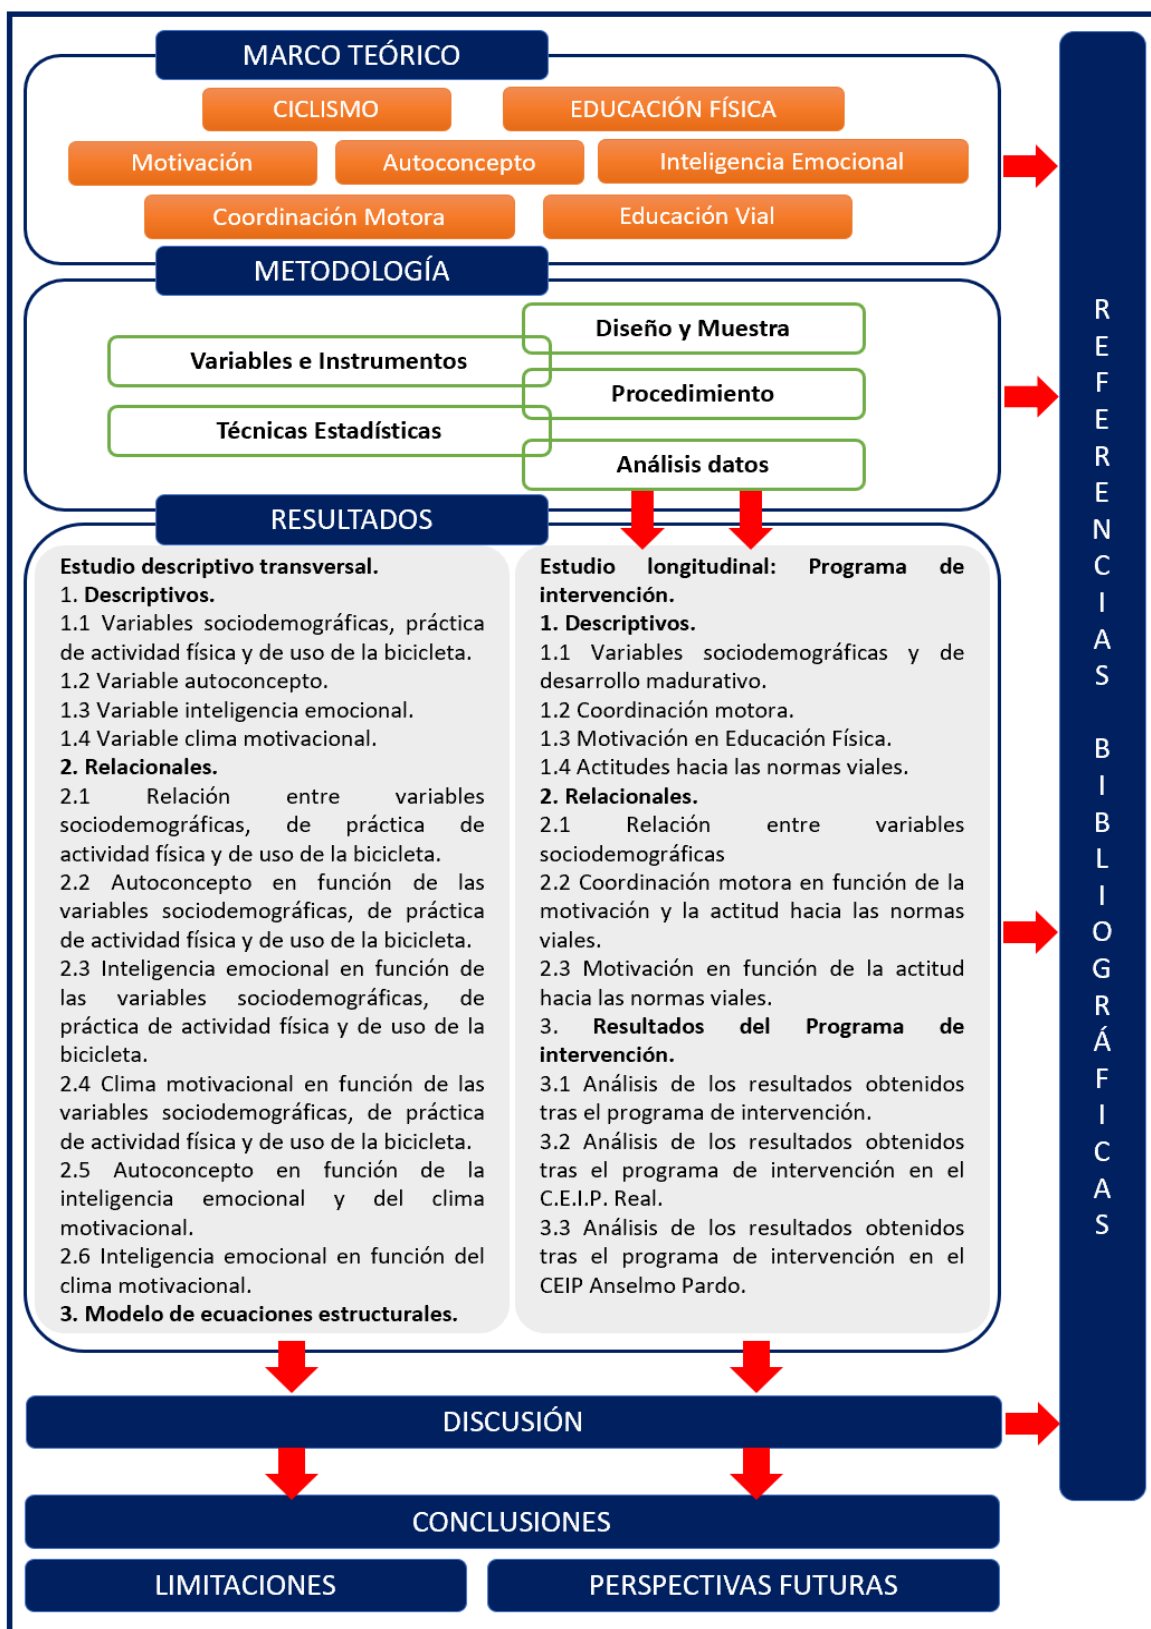 MARCO TEÓRICO
CICLISMO
EDUCACIÓN FÍSICA
Motivación
Autoconcepto
Inteligencia Emocional
Coordinación Motora
Educación Vial
METODOLOGÍA
Diseño y Muestra
Variables e Instrumentos
Procedimiento
Técnicas Estadísticas
Análisis datos
RESULTADOS
Estudio descriptivo transversal.
1. Descriptivos.
1.1 Variables sociodemográficas, práctica
de actividad física y de uso de la bicicleta.
1.2 Variable autoconcepto.
1.3 Variable inteligencia emocional.
1.4 Variable clima motivacional.
2. Relacionales.
2.1 Relación entre variables
sociodemográficas, de práctica de
actividad física y de uso de la bicicleta.
2.2 Autoconcepto en función de las
variables sociodemográficas, de práctica
de actividad física y de uso de la bicicleta.
2.3 Inteligencia emocional en función de
las variables sociodemográficas, de
práctica de actividad física y de uso de la
bicicleta.
2.4 Clima motivacional en función de las
variables sociodemográficas, de práctica
de actividad física y de uso de la bicicleta.
2.5 Autoconcepto en función de la
inteligencia emocional y del clima
motivacional.
2.6 Inteligencia emocional en función del
clima motivacional.
3. Modelo de ecuaciones estructurales.
Estudio longitudinal: Programa de
intervención.
1. Descriptivos.
1.1 Variables sociodemográficas y de
desarrollo madurativo.
1.2 Coordinación motora.
1.3 Motivación en Educación Física.
1.4 Actitudes hacia las normas viales.
2. Relacionales.
2.1 Relación entre variables
sociodemográficas
2.2 Coordinación motora en función de la
motivación y la actitud hacia las normas
viales.
2.3 Motivación en función de la actitud
hacia las normas viales.
3. Resultados del Programa de
intervención.
3.1 Análisis de los resultados obtenidos
tras el programa de intervención.
3.2 Análisis de los resultados obtenidos
tras el programa de intervención en el
C.E.I.P. Real.
3.3 Análisis de los resultados obtenidos
tras el programa de intervención en el
CEIP Anselmo Pardo.
DISCUSIÓN
CONCLUSIONES
LIMITACIONES
PERSPECTIVAS FUTURAS
REFERENCIAS BIBLIOGRÁFICAS